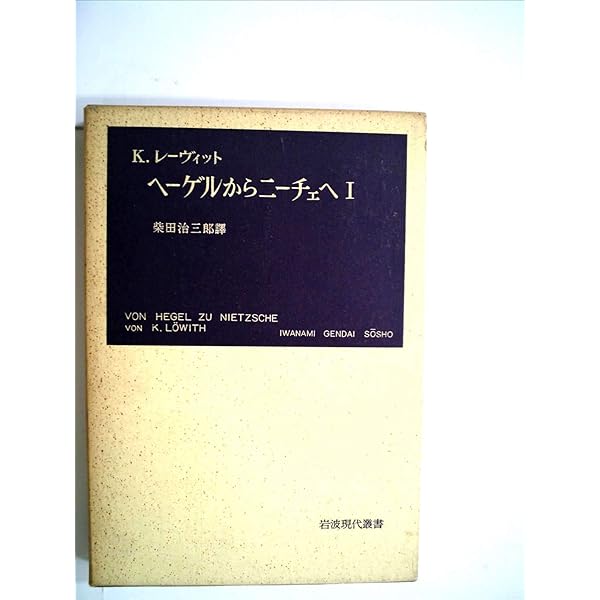 K. レーヴィット
ヘーゲルからニーチェへ I
柴田治三郎譯
VON HEGEL ZU NIETZSCHE
VON K. LÖWITH
IWANAMI GENDAI SŌSHO
岩波現代叢書